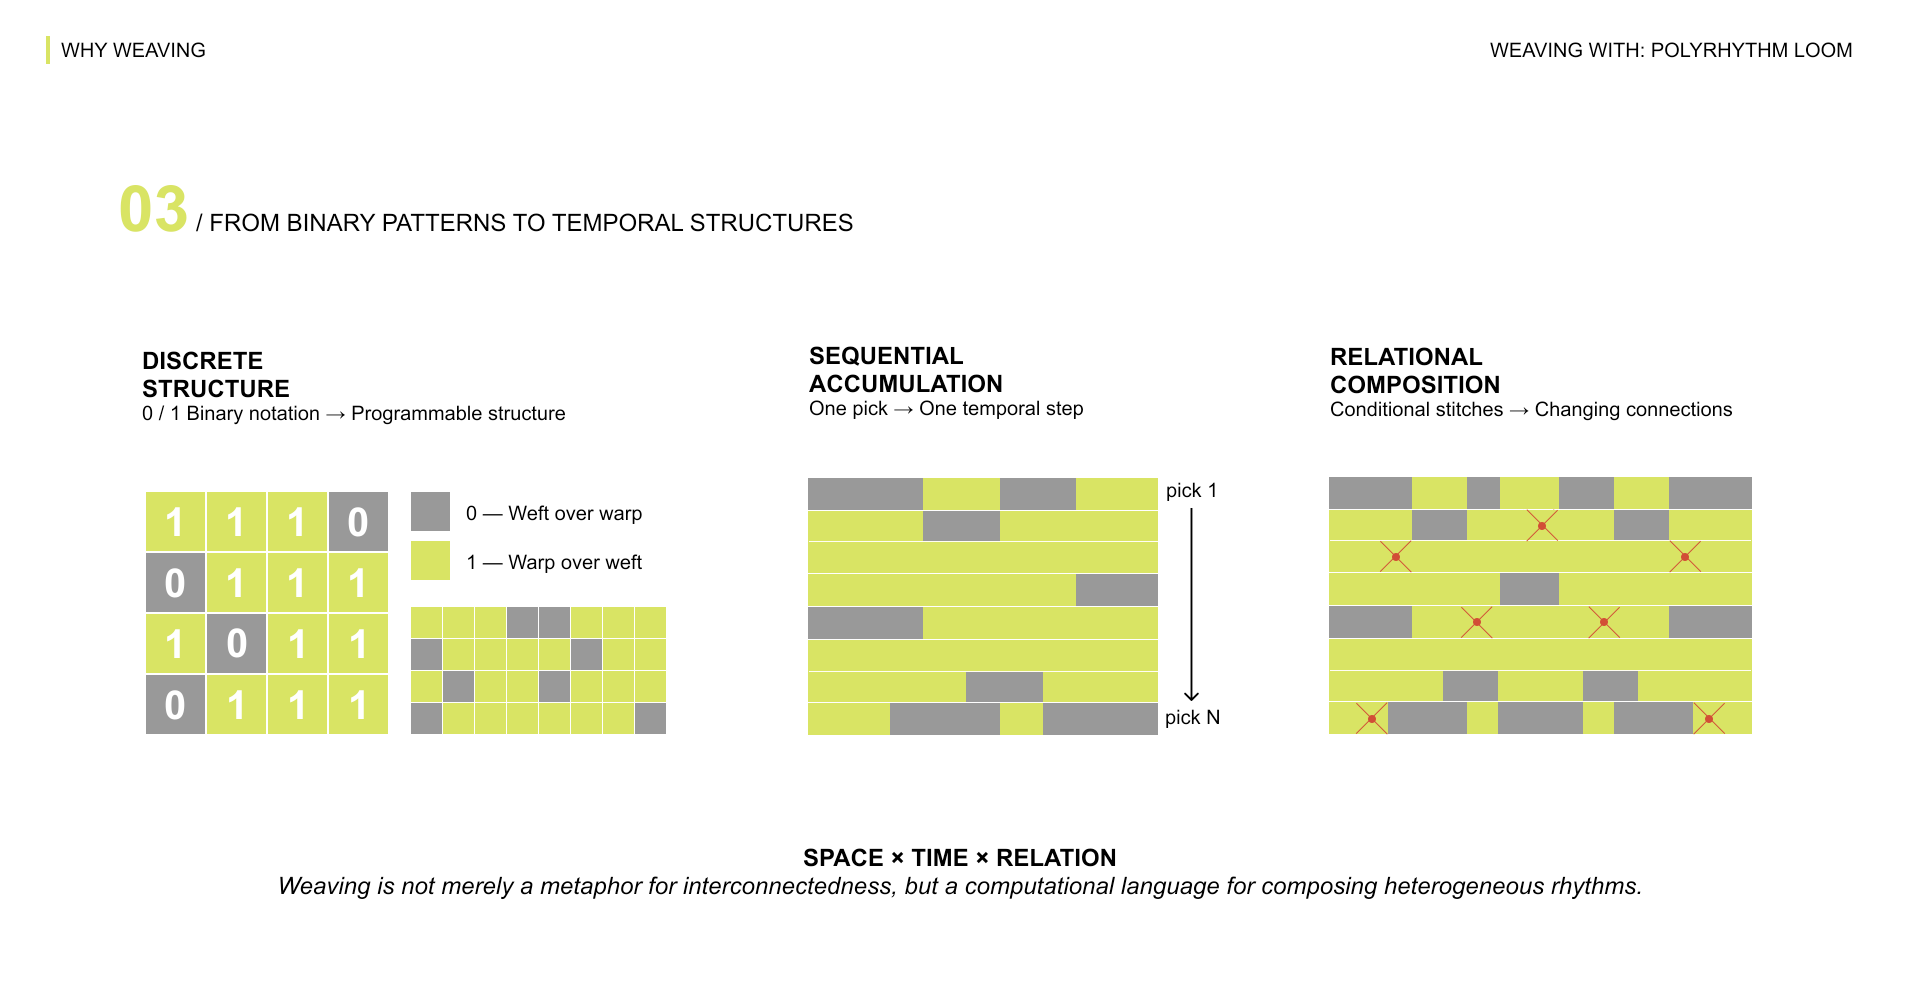 WHY WEAVING
WEAVING WITH: POLYRHYTHM LOOM
03 / FROM BINARY PATTERNS TO TEMPORAL STRUCTURES
DISCRETE
STRUCTURE
0 / 1 Binary notation → Programmable structure
1 1 1 0
0 1 1 1
1 0 1 1
0 1 1 1
0 — Weft over warp
1 — Warp over weft
SEQUENTIAL
ACCUMULATION
One pick → One temporal step
pick 1
pick N
RELATIONAL
COMPOSITION
Conditional stitches → Changing connections
SPACE × TIME × RELATION
Weaving is not merely a metaphor for interconnectedness, but a computational language for composing heterogeneous rhythms.